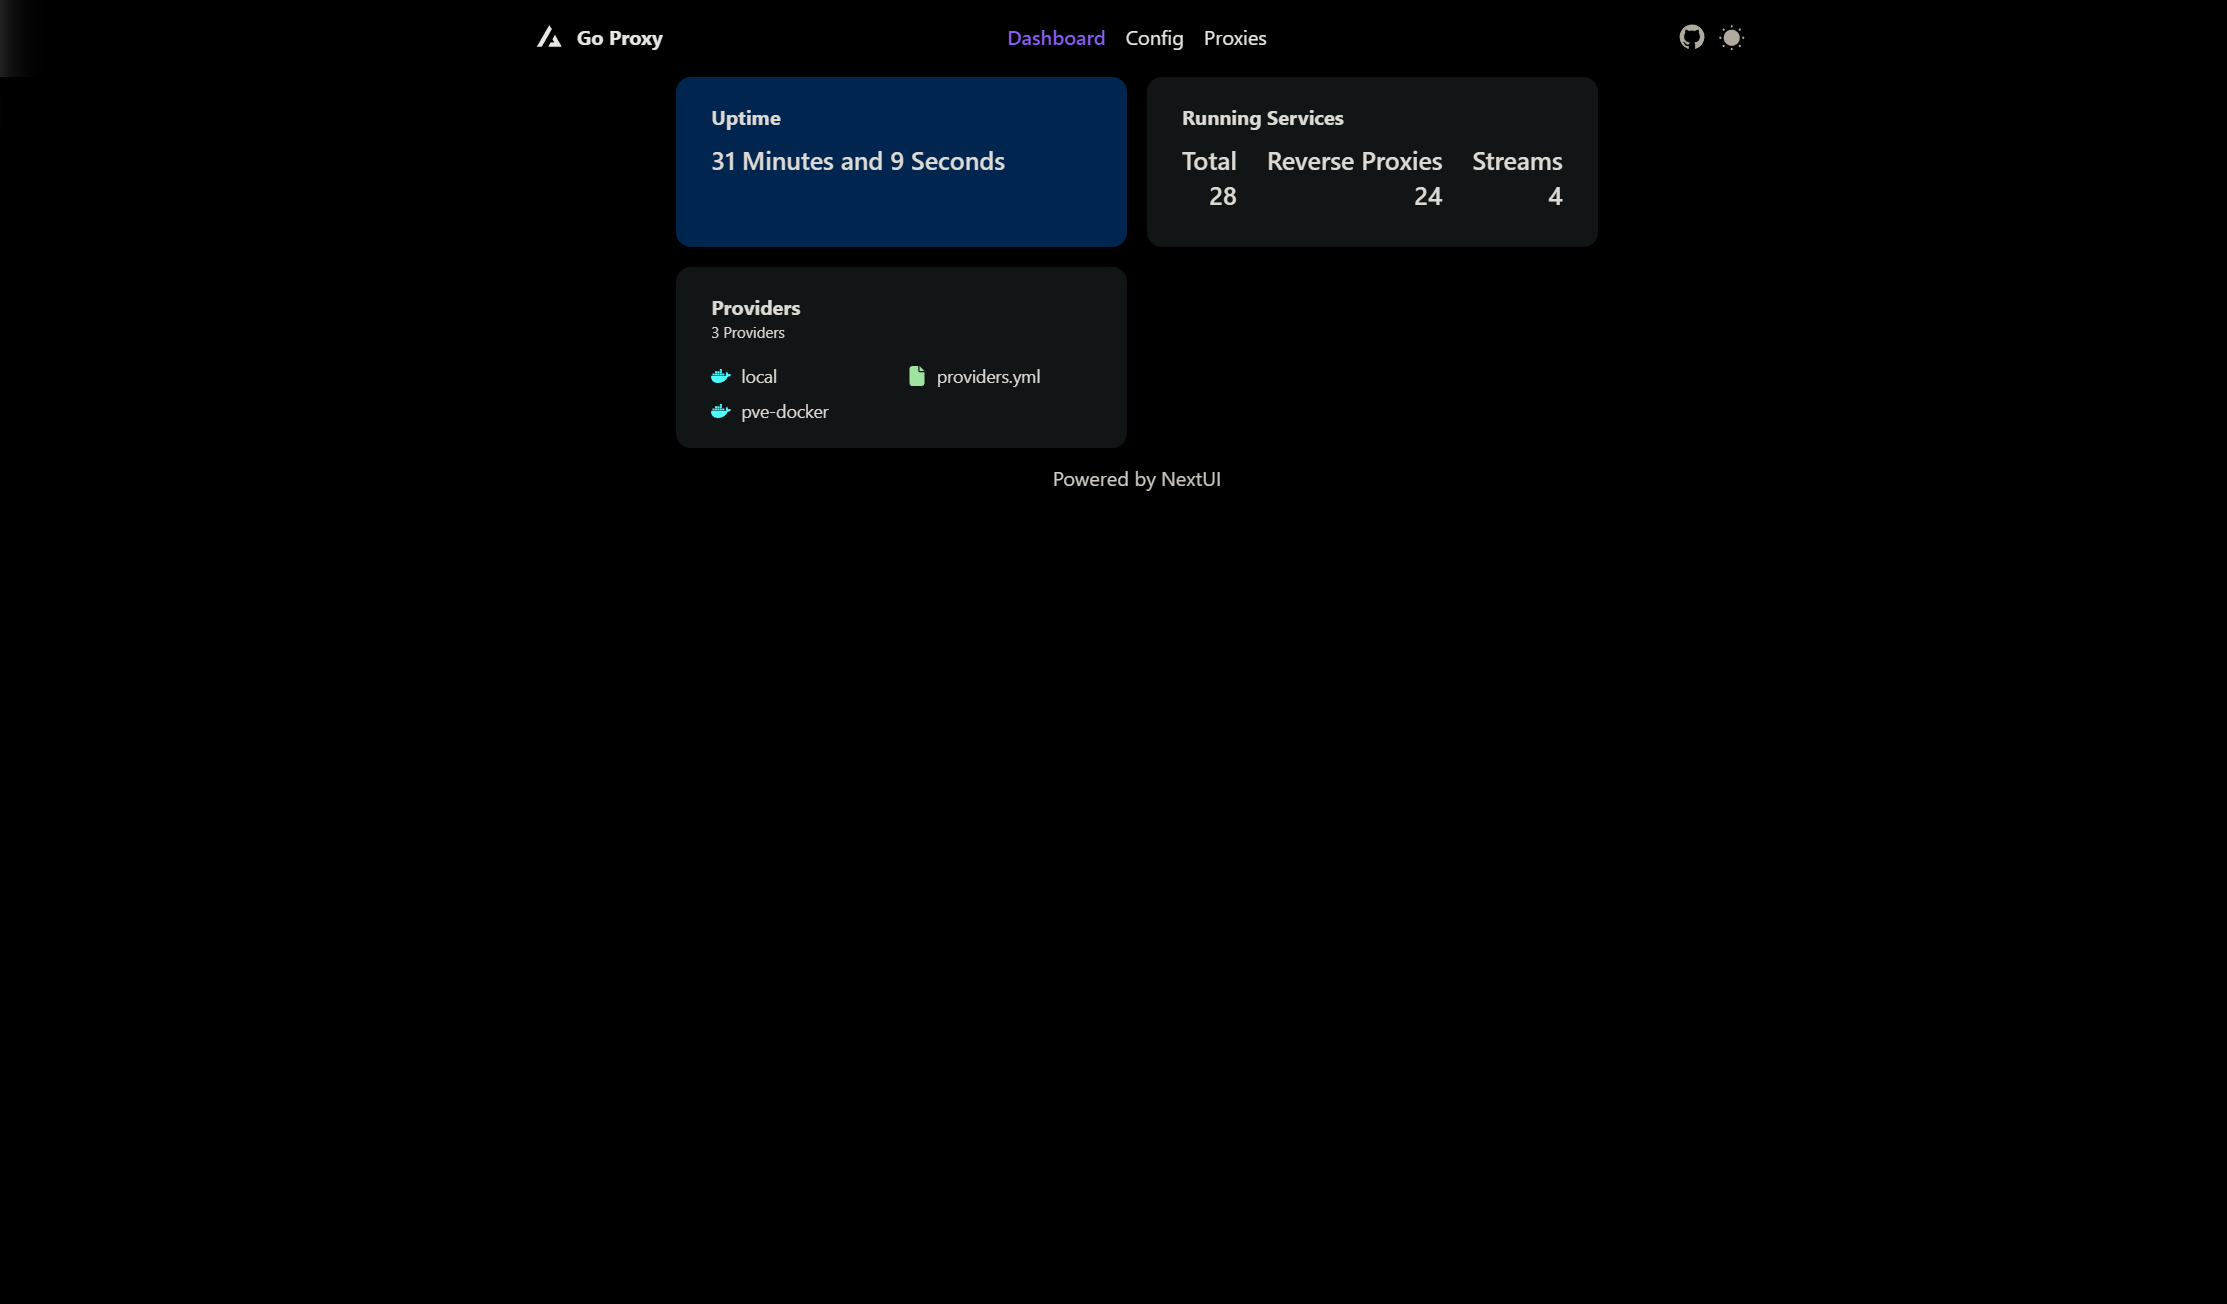 Go Proxy
Dashboard Config Proxies
Uptime
31 Minutes and 9 Seconds
Running Services
Total Reverse Proxies Streams
28 24 4
Providers
3 Providers
local providers.yml
pve-docker
Powered by NextUI